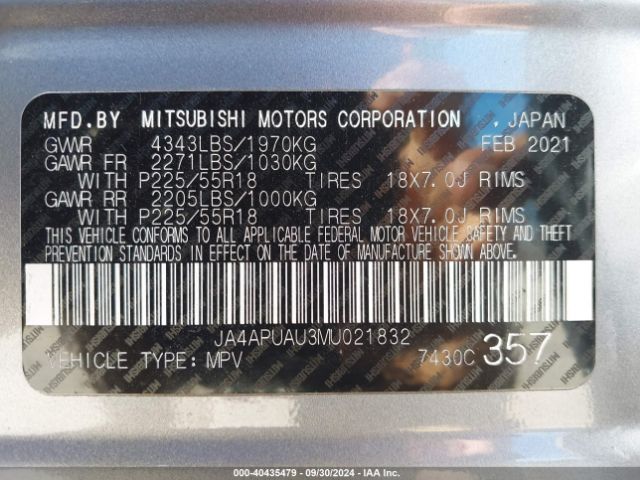 MFD.BY MITSUBISHI MOTORS CORPORATION , JAPAN
GVWR 4343LBS/1970KG FEB 2021
GAWR FR 2271LBS/1030KG
WITH P225/55R18 TIRES 18X7.0J RIMS
GAWR RR 2205LBS/1000KG
WITH P225/55R18 TIRES 18X7.0J RIMS
THIS VEHICLE CONFORMS TO ALL APPLICABLE FEDERAL MOTOR VEHICLE SAFETY AND THEFT
PREVENTION STANDARDS IN EFFECT ON THE DATE OF MANUFACTURE SHOWN ABOVE.
JA4APUAU3MU021832
VEHICLE TYPE:MPV 7430C 357
000-40435479 - 09/30/2024 - IAA Inc.